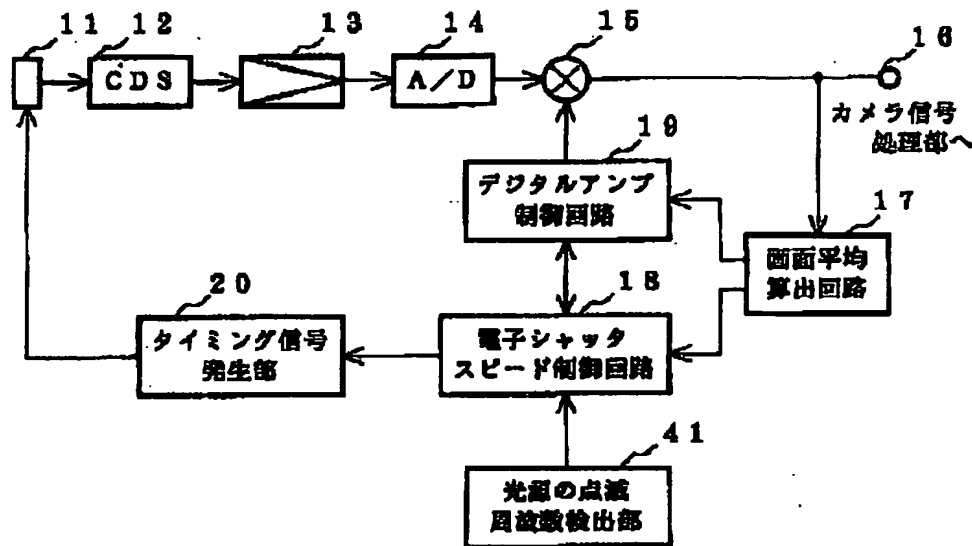 11
12
13
14
15
16
CDS
A/D
カメラ信号
処理部へ
19
デジタルアンプ
制御回路
17
画面平均
算出回路
20
タイミング信号
発生部
18
電子シャッタ
スピード制御回路
41
光源の点滅
周波数検出部